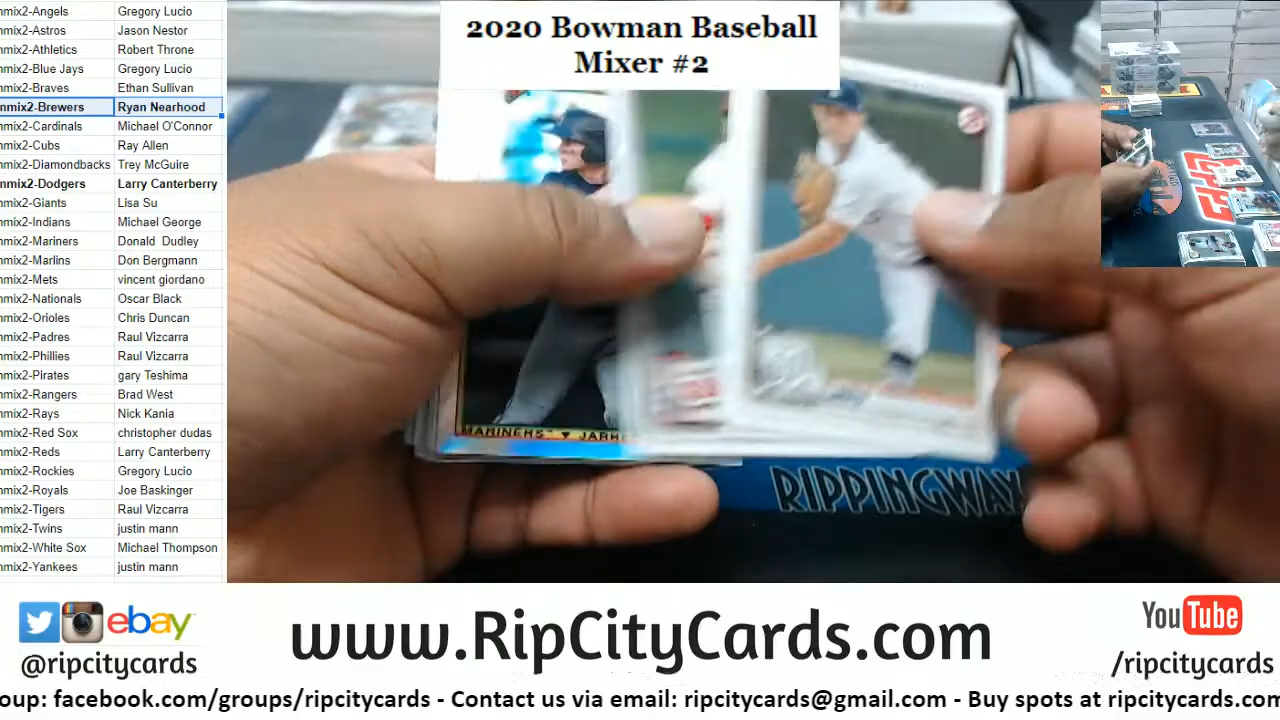 2020 Bowman Baseball
Mixer #2
nmix2-Angels Gregory Lucio
nmix2-Astros Jason Nestor
nmix2-Athletics Robert Throne
nmix2-Blue Jays Gregory Lucio
nmix2-Braves Ethan Sullivan
nmix2-Brewers Ryan Nearhood
nmix2-Cardinals Michael O'Connor
nmix2-Cubs Ray Allen
nmix2-Diamondbacks Trey McGuire
nmix2-Dodgers Larry Canterberry
nmix2-Giants Lisa Su
nmix2-Indians Michael George
nmix2-Mariners Donald Dudley
nmix2-Marlins Don Bergmann
nmix2-Mets vincent giordano
nmix2-Nationals Oscar Black
nmix2-Orioles Chris Duncan
nmix2-Padres Raul Vizcarra
nmix2-Phillies Raul Vizcarra
nmix2-Pirates gary Teshima
nmix2-Rangers Brad West
nmix2-Rays Nick Kania
nmix2-Red Sox christopher dudas
nmix2-Reds Larry Canterberry
nmix2-Rockies Gregory Lucio
nmix2-Royals Joe Baskinger
nmix2-Tigers Raul Vizcarra
nmix2-Twins justin mann
nmix2-White Sox Michael Thompson
nmix2-Yankees justin mann
MARINERS
RIPPINGWAX
ebay
@ripcitycards
www.RipCityCards.com
YouTube
/ripcitycards
oup: facebook.com/groups/ripcitycards - Contact us via email: ripcitycards@gmail.com - Buy spots at ripcitycards.com